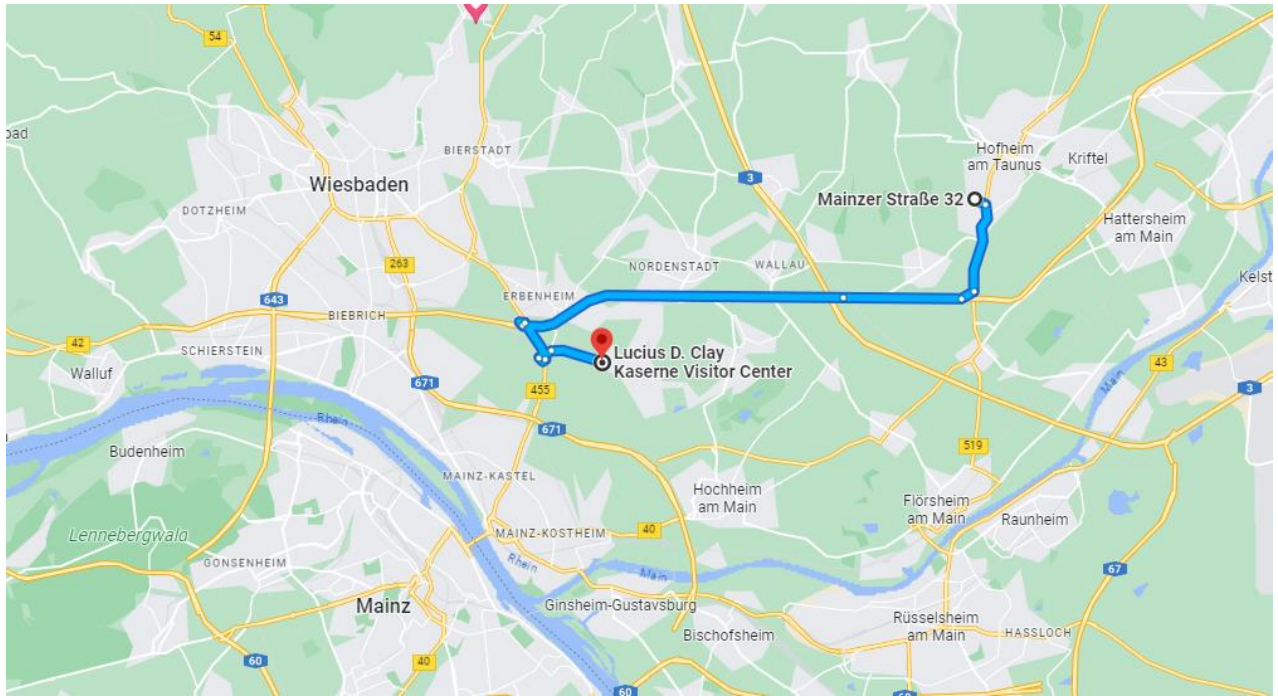 54
bad
BIERSTADT
Hofheim
am Taunus
Kriftel
3
Wiesbaden
Mainzer Straße 32
DOTZHEIM
Hattersheim
am Main
263
NORDENSTADT
WALLAU
Kelst
ERBENHEIM
643
BIEBRICH
42
SCHIERSTEIN
Lucius D. Clay
Kaserne Visitor Center
Walluf
43
671
455
Main
3
Rhein
671
519
Budenheim
MAINZ-KASTEL
Hochheim
am Main
Flörsheim
am Main
Raunheim
Lennebergwald
MAINZ-KOSTHEIM
40
GONSENHEIM
Rhein
Main
67
Mainz
Ginsheim-Gustavsburg
Rüsselsheim
am Main
HASSLOCH
Bischofsheim
60
40
60